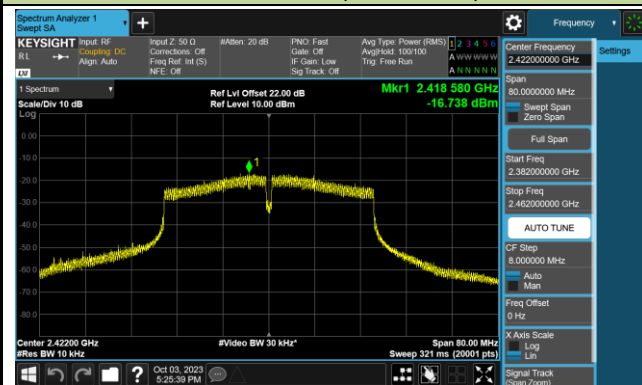 Spectrum Analyzer 1
Swept SA
Frequency
KEYSIGHT
RL
LXI
Input: RF
Coupling: DC
Align: Auto
Input Z: 50 Ω
Corrections: Off
Freq Ref: Int (S)
NFE: Off
#Atten: 20 dB
PNO: Fast
Gate: Off
IF Gain: Low
Sig Track: Off
Avg Type: Power (RMS)
Avg|Hold: 100/100
Trig: Free Run
1 2 3 4 5 6
A W W W W W
A N N N N N
1 Spectrum
Scale/Div 10 dB
Log
Ref Lvl Offset 22.00 dB
Ref Level 10.00 dBm
Mkr1 2.418 580 GHz
-16.738 dBm
0.00
-10.0
-20.0
-30.0
-40.0
-50.0
-60.0
-70.0
-80.0
1
Center 2.42200 GHz
#Res BW 10 kHz
#Video BW 30 kHz*
Span 80.00 MHz
Sweep 321 ms (20001 pts)
Oct 03, 2023
5:25:39 PM
Center Frequency
2.422000000 GHz
Span
80.0000000 MHz
Swept Span
Zero Span
Full Span
Start Freq
2.382000000 GHz
Stop Freq
2.462000000 GHz
AUTO TUNE
CF Step
8.000000 MHz
Auto
Man
Freq Offset
0 Hz
X Axis Scale
Log
Lin
Signal Track
(Span Zoom)
Settings